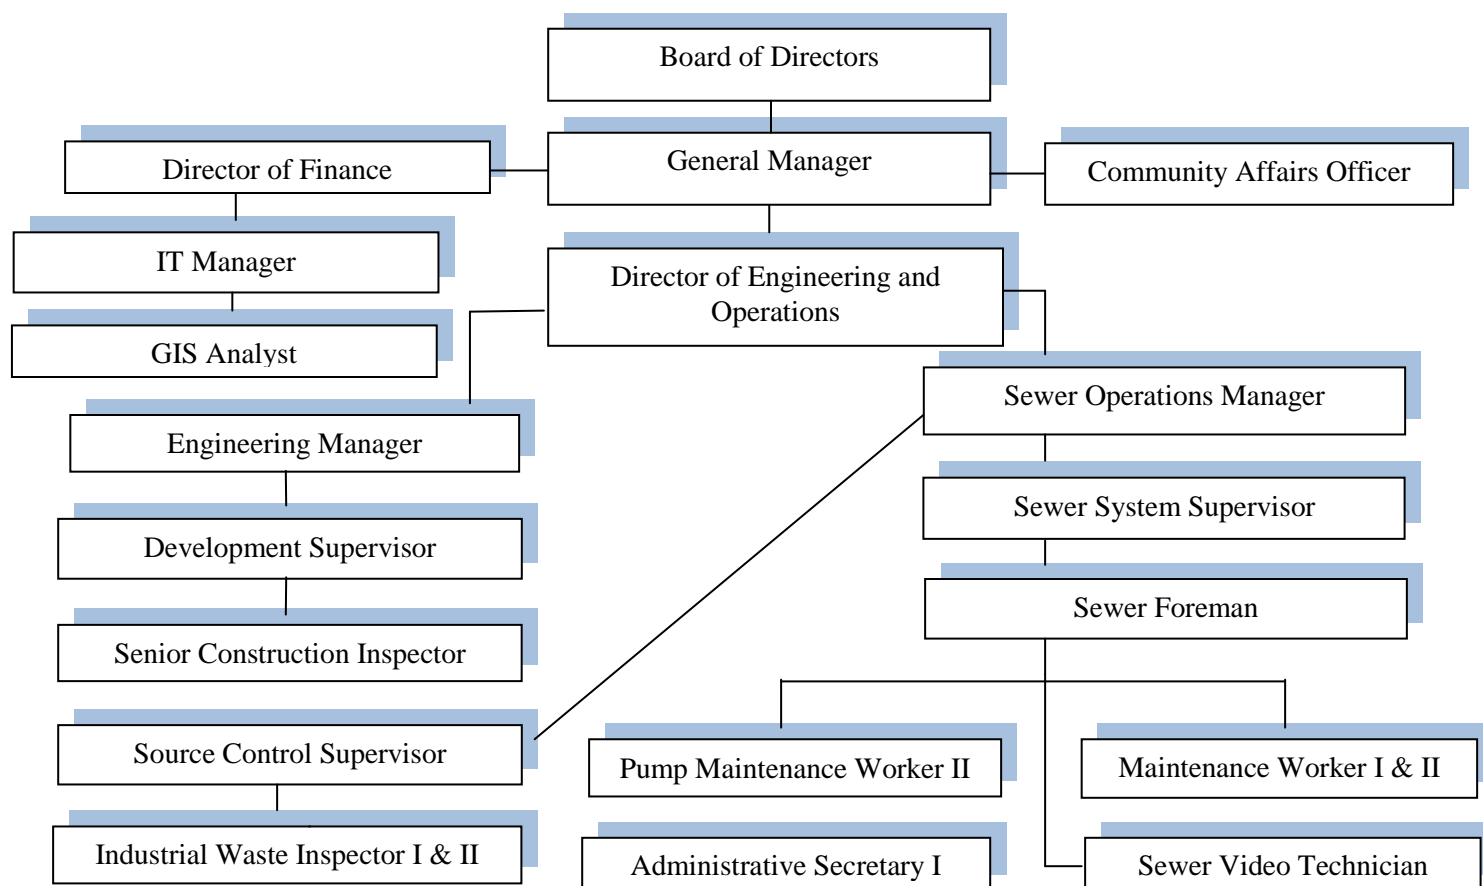 Board of Directors
Director of Finance
General Manager
Community Affairs Officer
IT Manager
Director of Engineering and
Operations
GIS Analyst
Sewer Operations Manager
Engineering Manager
Sewer System Supervisor
Development Supervisor
Sewer Foreman
Senior Construction Inspector
Source Control Supervisor
Pump Maintenance Worker II
Maintenance Worker I & II
Industrial Waste Inspector I & II
Administrative Secretary I
Sewer Video Technician